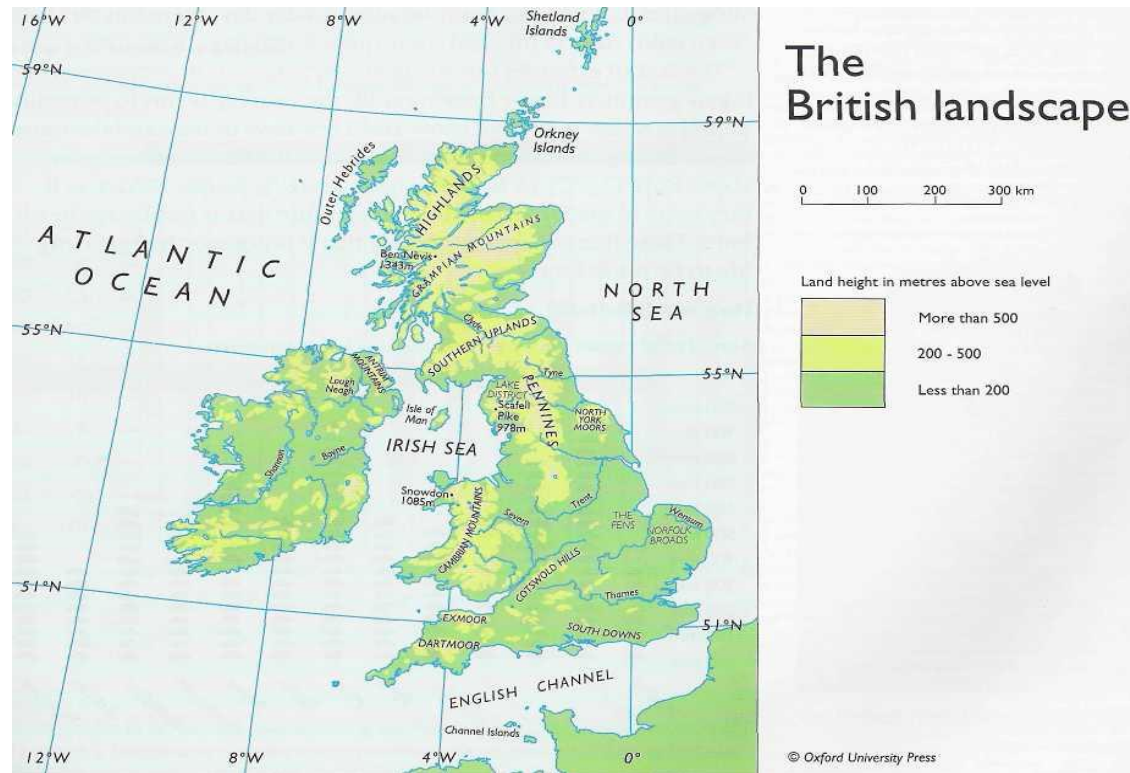 16°W
12°W
8°W
4°W
0°
Shetland
Islands
59°N
59°N
Orkney
Islands
Outer Hebrides
HIGHLANDS
GRAMPIAN MOUNTAINS
Ben Nevis
1343m
ATLANTIC
OCEAN
NORTH
SEA
55°N
55°N
Clyde
SOUTHERN UPLANDS
ANTRIM
MOUNTAINS
Lough
Neagh
Tyne
LAKE
DISTRICT
Scafell
Pike
978m
PENNINES
NORTH
YORK
MOORS
Isle of
Man
IRISH SEA
Shannon
Boyne
Snowdon
1085m
CAMBRIAN MOUNTAINS
Severn
Trent
THE
FENS
Wensum
NORFOLK
BROADS
COTSWOLD HILLS
Thames
51°N
51°N
EXMOOR
DARTMOOR
SOUTH DOWNS
ENGLISH CHANNEL
Channel Islands
12°W
8°W
4°W
0°
The
British landscape
0 100 200 300 km
Land height in metres above sea level
More than 500
200 - 500
Less than 200
© Oxford University Press